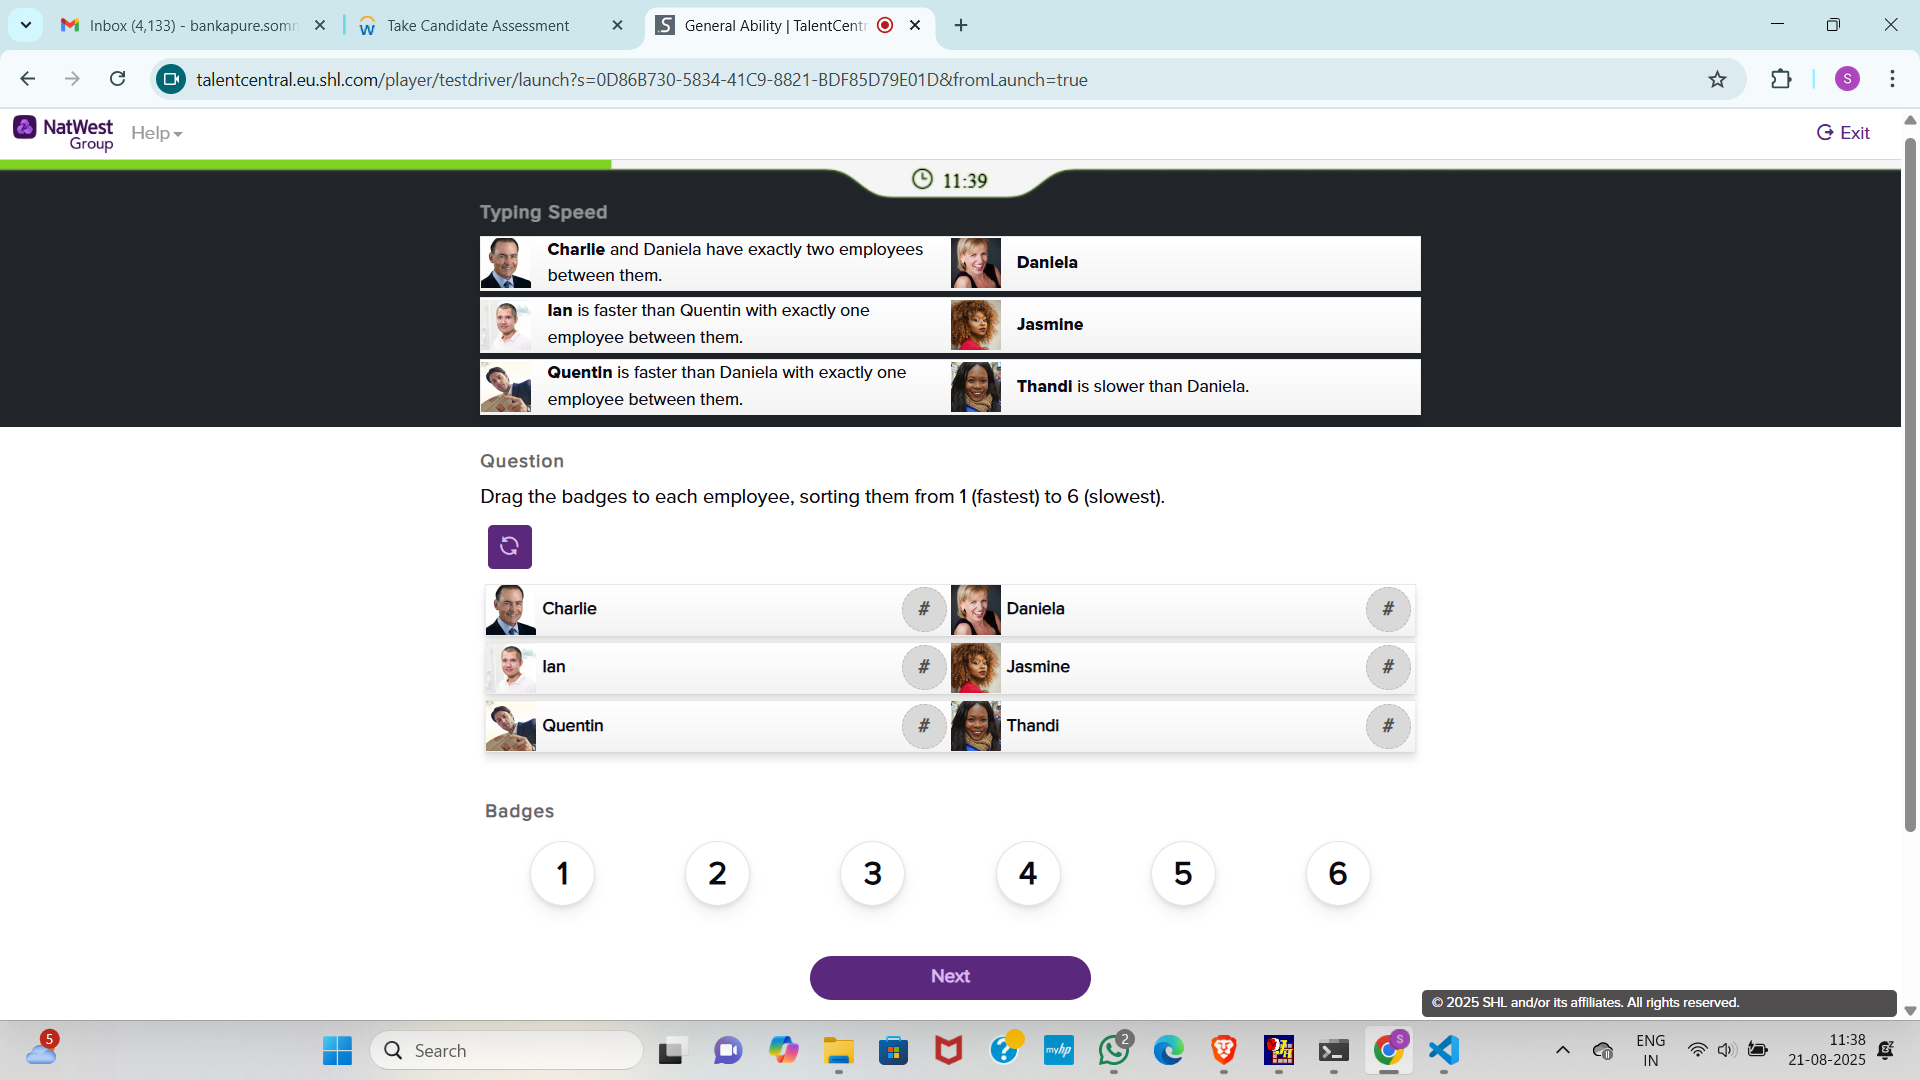 Inbox (4,133) - bankapure.somn
Take Candidate Assessment
General Ability | TalentCentr
talentcentral.eu.shl.com/player/testdriver/launch?s=0D86B730-5834-41C9-8821-BDF85D79E01D&fromLaunch=true
S
NatWest
Group
Help
Exit
11:39
Typing Speed
Charlie and Daniela have exactly two employees
between them.
Daniela
Ian is faster than Quentin with exactly one
employee between them.
Jasmine
Quentin is faster than Daniela with exactly one
employee between them.
Thandi is slower than Daniela.
Question
Drag the badges to each employee, sorting them from 1 (fastest) to 6 (slowest).
Charlie #
Daniela #
Ian #
Jasmine #
Quentin #
Thandi #
Badges
1 2 3 4 5 6
Next
© 2025 SHL and/or its affiliates. All rights reserved.
5
Search
myhp
2
S
ENG
IN
11:38
21-08-2025